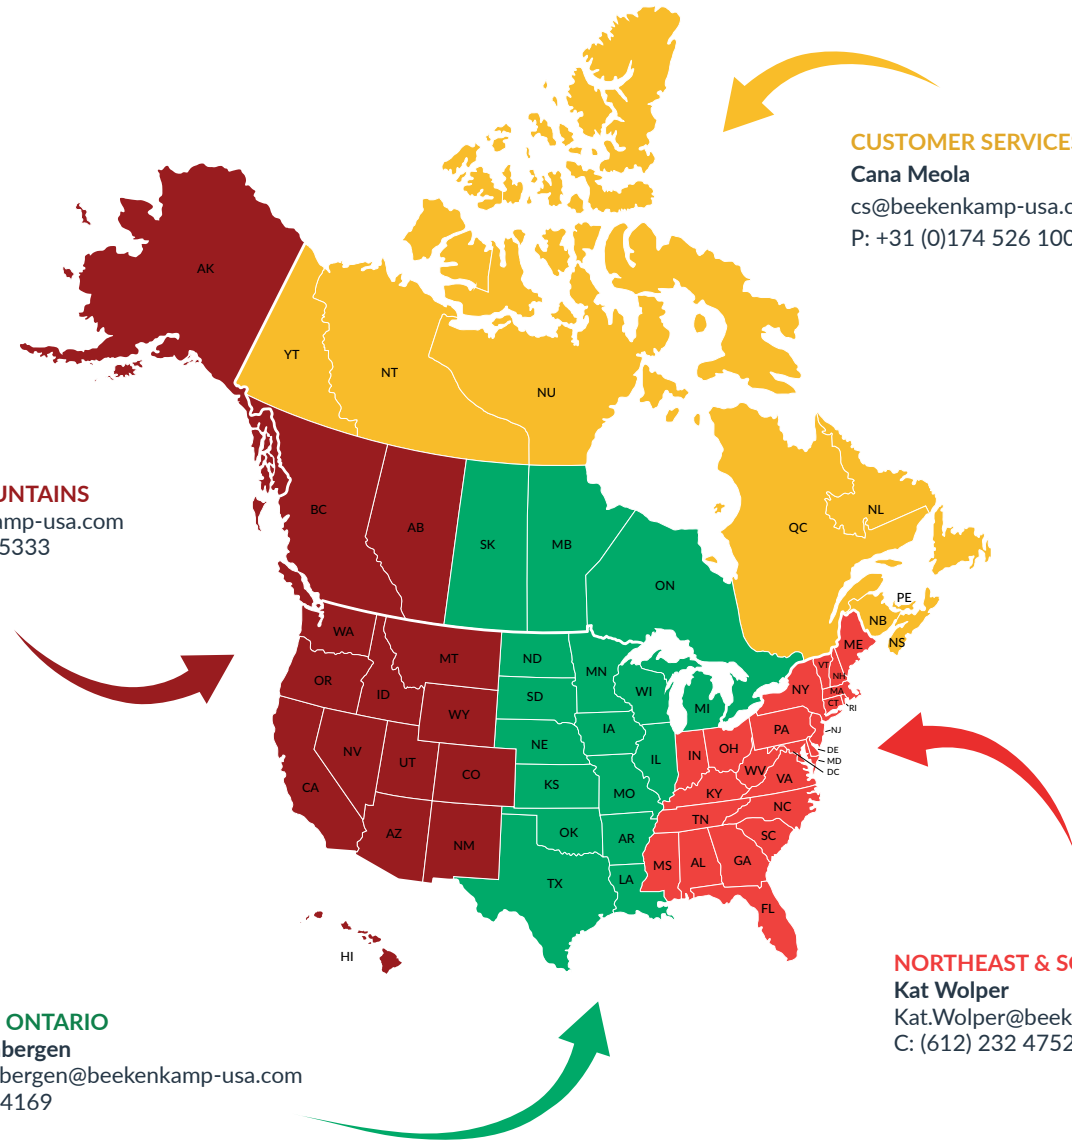 CUSTOMER SERVICE
Cana Meola
cs@beekenkamp-usa.c
P: +31 (0)174 526 100
AK
YT
NT
NU
UNTAINS
amp-usa.com
5333
BC
AB
SK
MB
ON
QC
NL
PE
NB
NS
WA
MT
ND
MN
ME
OR
ID
WY
SD
WI
MI
NY
VT
NH
MA
CT
RI
NV
UT
CO
NE
IA
IL
IN
OH
PA
NJ
DE
MD
DC
CA
KS
MO
KY
WV
VA
AZ
NM
OK
AR
TN
NC
SC
TX
LA
MS
AL
GA
FL
HI
NORTHEAST & SO
Kat Wolper
Kat.Wolper@beek
C: (612) 232 4752
ONTARIO
bergen
bergen@beekenkamp-usa.com
4169